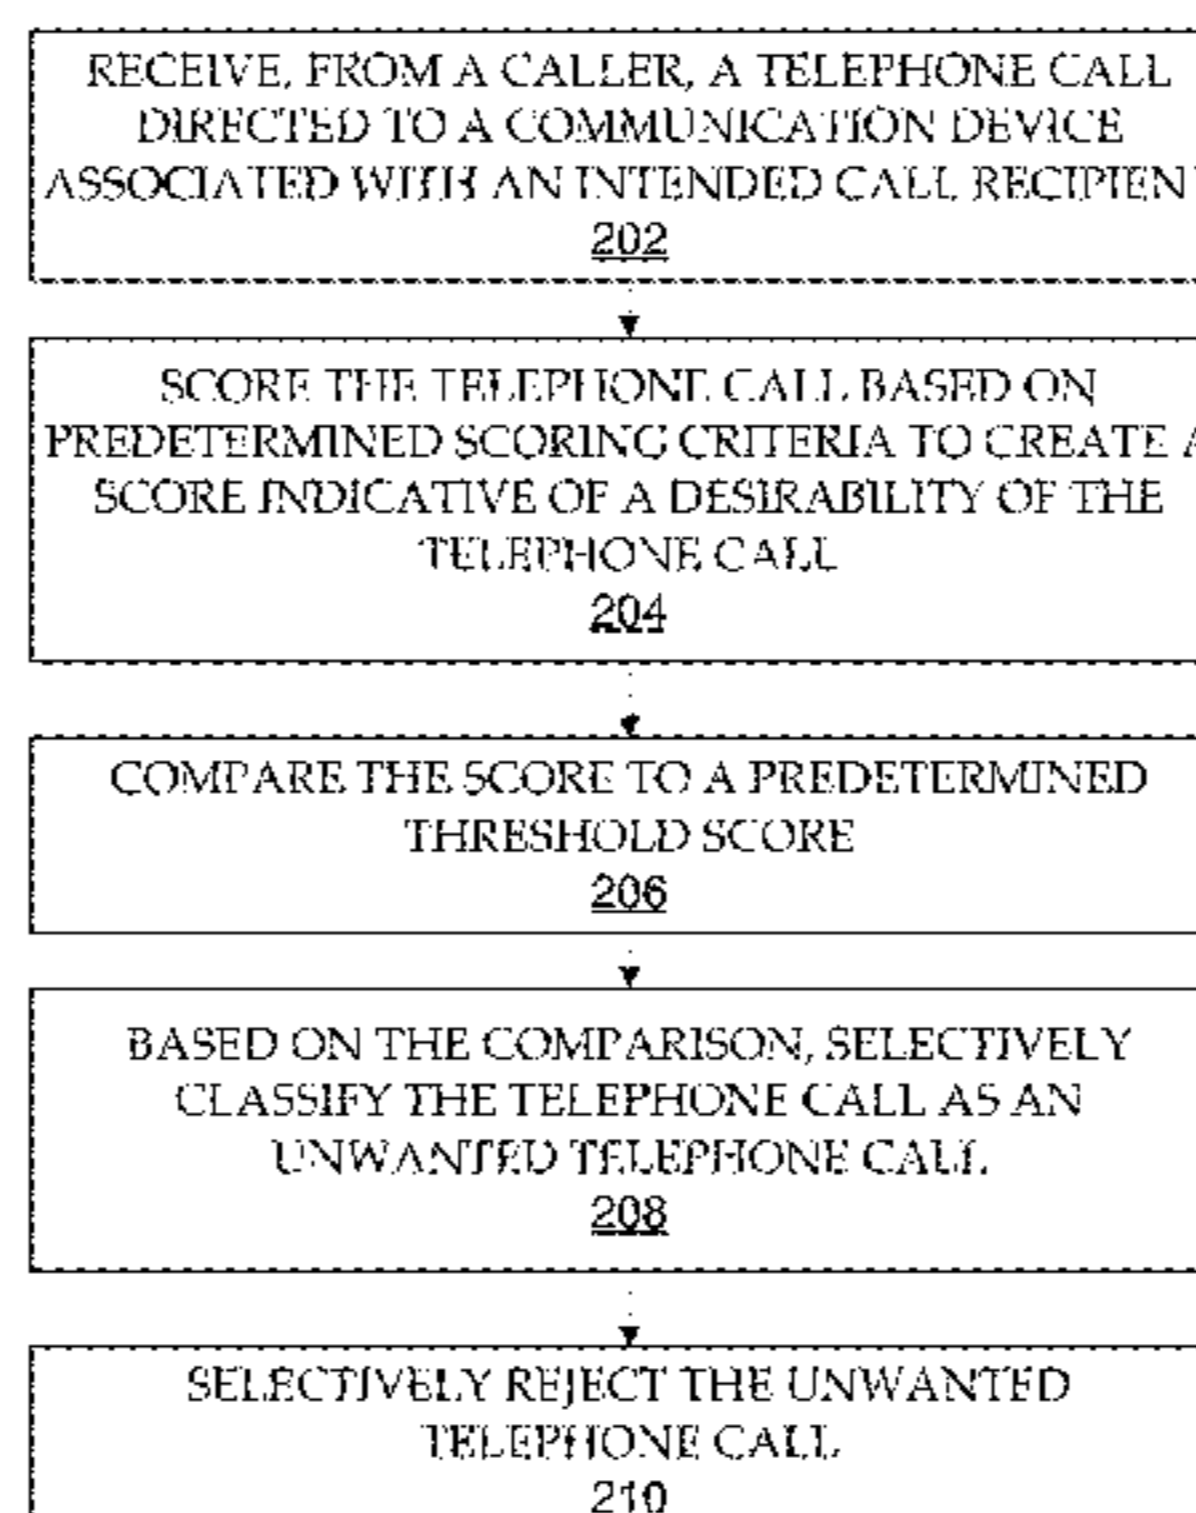 RECEIVE, FROM A CALLER, A TELEPHONE CALL
DIRECTED TO A COMMUNICATION DEVICE
ASSOCIATED WITH AN INTENDED CALL RECIPIENT
202
SCORE THE TELEPHONE CALL BASED ON
PREDETERMINED SCORING CRITERIA TO CREATE A
SCORE INDICATIVE OF A DESIRABILITY OF THE
TELEPHONE CALL
204
COMPARE THE SCORE TO A PREDETERMINED
THRESHOLD SCORE
206
BASED ON THE COMPARISON, SELECTIVELY
CLASSIFY THE TELEPHONE CALL AS AN
UNWANTED TELEPHONE CALL
208
SELECTIVELY REJECT THE UNWANTED
TELEPHONE CALL
210